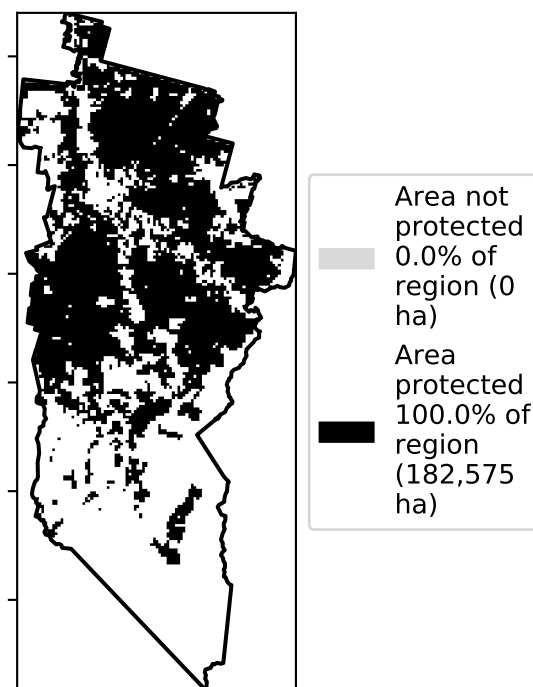 Area not
protected
0.0% of
region (0
ha)
Area
protected
100.0% of
region
(182,575
ha)